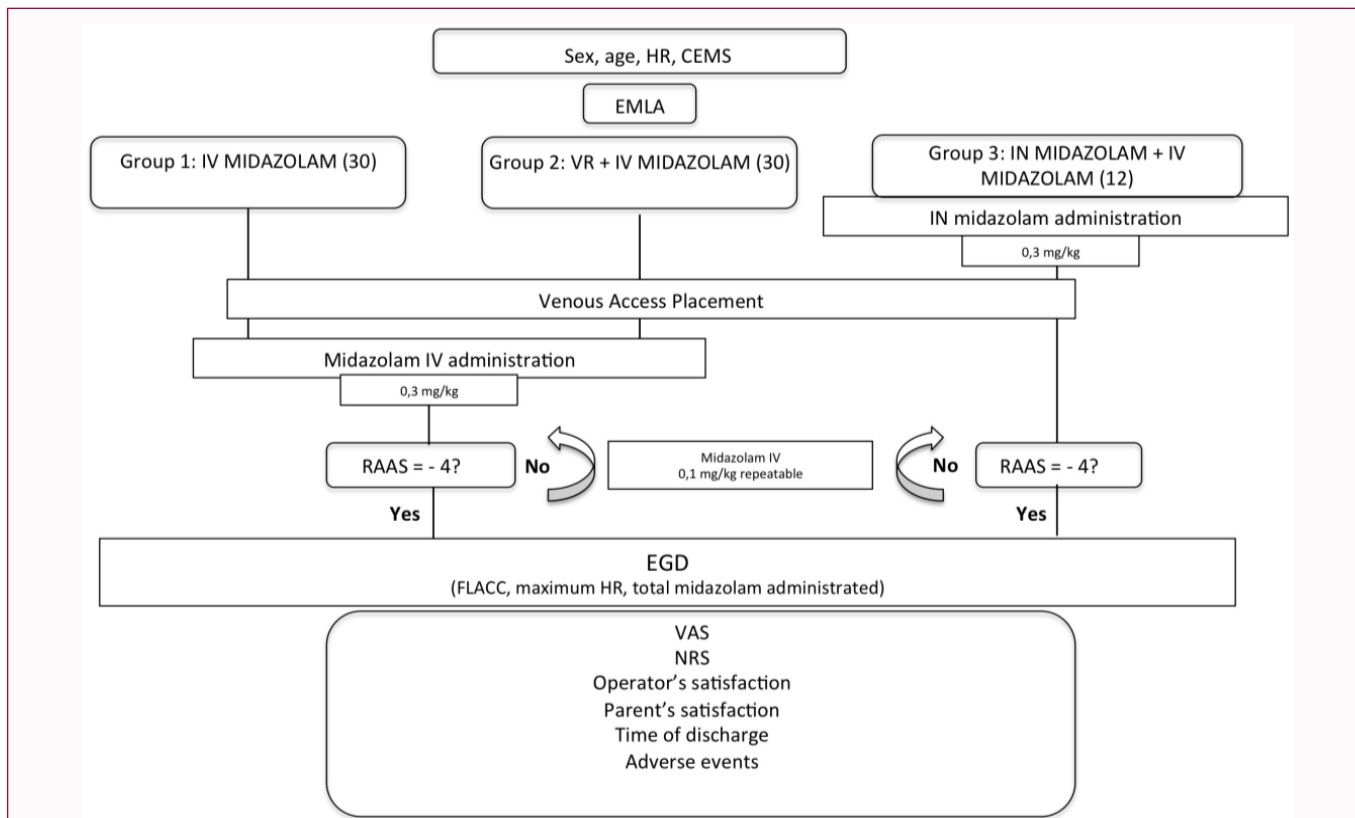 Sex, age, HR, CEMS
EMLA
Group 1: IV MIDAZOLAM (30)
Group 2: VR + IV MIDAZOLAM (30)
Group 3: IN MIDAZOLAM + IV
MIDAZOLAM (12)
IN midazolam administration
0,3 mg/kg
Venous Access Placement
Midazolam IV administration
0,3 mg/kg
RAAS = - 4?
No
Midazolam IV
0,1 mg/kg repeatable
No
RAAS = - 4?
Yes
Yes
EGD
(FLACC, maximum HR, total midazolam administrated)
VAS
NRS
Operator's satisfaction
Parent's satisfaction
Time of discharge
Adverse events